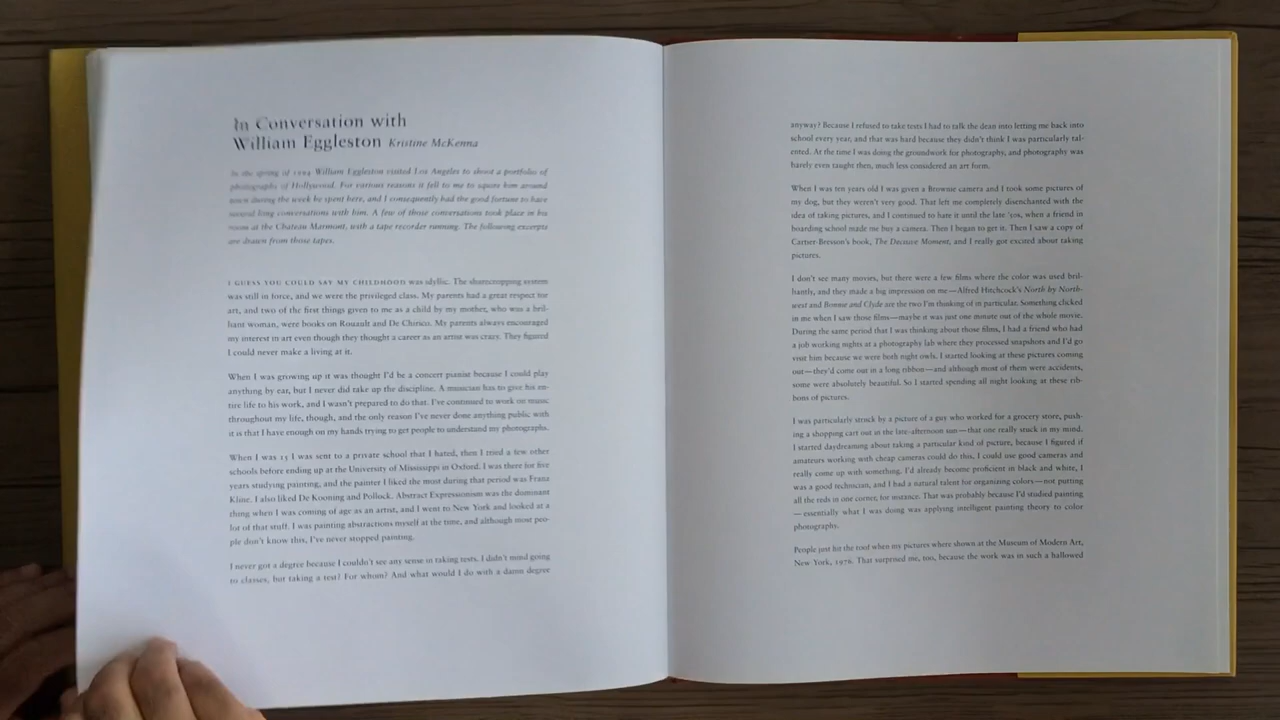 In Conversation with
William Eggleston Kristine McKenna
In the spring of 1999 William Eggleston visited Los Angeles to shoot a portfolio of
photographs of Hollywood. For various reasons it fell to me to squire him around
town during the week he spent here, and I consequently had the good fortune to have
several long conversations with him. A few of those conversations took place in his
room at the Chateau Marmont, with a tape recorder running. The following excerpts
are drawn from those tapes.
I GUESS YOU COULD SAY MY CHILDHOOD was idyllic. The sharecropping system
was still in force, and we were the privileged class. My parents had a great respect for
art, and two of the first things given to me as a child by my mother, who was a bril-
liant woman, were books on Rouault and De Chirico. My parents always encouraged
my interest in art even though they thought a career as an artist was crazy. They figured
I could never make a living at it.
When I was growing up it was thought I'd be a concert pianist because I could play
anything by ear, but I never did take up the discipline. A musician has to give his en-
tire life to his work, and I wasn't prepared to do that. I've continued to work on music
throughout my life, though, and the only reason I've never done anything public with
it is that I have enough on my hands trying to get people to understand my photographs.
When I was 15 I was sent to a private school that I hated, then I tried a few other
schools before ending up at the University of Mississippi in Oxford. I was there for five
years studying painting, and the painter I liked the most during that period was Franz
Kline. I also liked De Kooning and Pollock. Abstract Expressionism was the dominant
thing when I was coming of age as an artist, and I went to New York and looked at a
lot of that stuff. I was painting abstractions myself at the time, and although most peo-
ple don't know this, I've never stopped painting.
I never got a degree because I couldn't see any sense in taking tests. I didn't mind going
to classes, but taking a test? For whom? And what would I do with a damn degree
anyway? Because I refused to take tests I had to talk the dean into letting me back into
school every year, and that was hard because they didn't think I was particularly tal-
ented. At the time I was doing the groundwork for photography, and photography was
barely even taught then, much less considered an art form.
When I was ten years old I was given a Brownie camera and I took some pictures of
my dog, but they weren't very good. That left me completely disenchanted with the
idea of taking pictures, and I continued to hate it until the late '50s, when a friend in
boarding school made me buy a camera. Then I began to get it. Then I saw a copy of
Cartier-Bresson's book, The Decisive Moment, and I really got excited about taking
pictures.
I don't see many movies, but there were a few films where the color was used bril-
liantly, and they made a big impression on me—Alfred Hitchcock's North by North-
west and Bonnie and Clyde are the two I'm thinking of in particular. Something clicked
in me when I saw those films—maybe it was just one minute out of the whole movie.
During the same period that I was thinking about those films, I had a friend who had
a job working nights at a photography lab where they processed snapshots and I'd go
visit him because we were both night owls. I started looking at these pictures coming
out—they'd come out in a long ribbon—and although most of them were accidents,
some were absolutely beautiful. So I started spending all night looking at these rib-
bons of pictures.
I was particularly struck by a picture of a guy who worked for a grocery store, push-
ing a shopping cart out in the late-afternoon sun—that one really stuck in my mind.
I started daydreaming about taking a particular kind of picture, because I figured if
amateurs working with cheap cameras could do this, I could use good cameras and
really come up with something. I'd already become proficient in black and white, I
was a good technician, and I had a natural talent for organizing colors—not putting
all the reds in one corner, for instance. That was probably because I'd studied painting
— essentially what I was doing was applying intelligent painting theory to color
photography.
People just hit the roof when my pictures where shown at the Museum of Modern Art,
New York, 1976. That surprised me, too, because the work was in such a hallowed